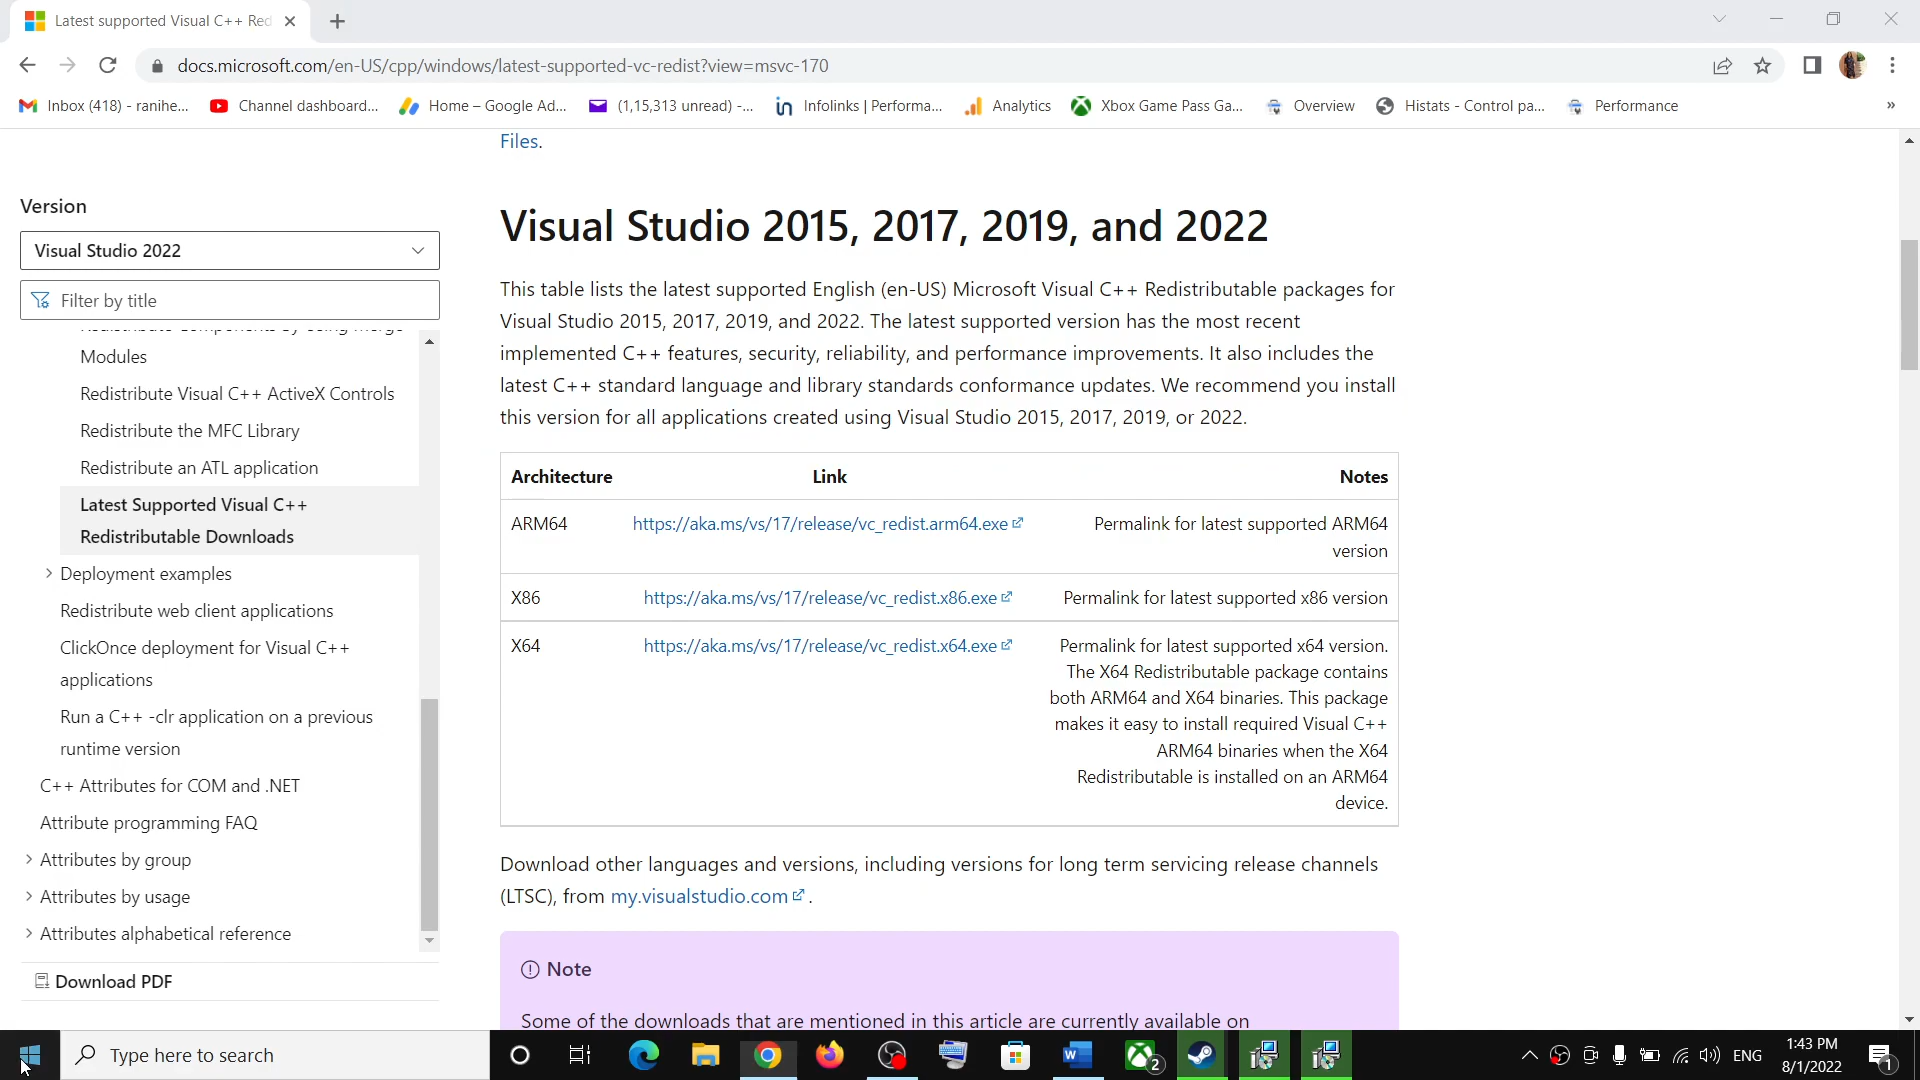 Latest supported Visual C++ Red
docs.microsoft.com/en-US/cpp/windows/latest-supported-vc-redist?view=msvc-170
Inbox (418) - ranihe...
Channel dashboard...
Home – Google Ad...
(1,15,313 unread) -...
Infolinks | Performa...
Analytics
Xbox Game Pass Ga...
Overview
Histats - Control pa...
Performance
»
Files.
Version
Visual Studio 2022
Filter by title
Redistribute Components By Using Merge
Modules
Redistribute Visual C++ ActiveX Controls
Redistribute the MFC Library
Redistribute an ATL application
Latest Supported Visual C++
Redistributable Downloads
Deployment examples
Redistribute web client applications
ClickOnce deployment for Visual C++
applications
Run a C++ -clr application on a previous
runtime version
C++ Attributes for COM and .NET
Attribute programming FAQ
Attributes by group
Attributes by usage
Attributes alphabetical reference
Download PDF
Visual Studio 2015, 2017, 2019, and 2022
This table lists the latest supported English (en-US) Microsoft Visual C++ Redistributable packages for
Visual Studio 2015, 2017, 2019, and 2022. The latest supported version has the most recent
implemented C++ features, security, reliability, and performance improvements. It also includes the
latest C++ standard language and library standards conformance updates. We recommend you install
this version for all applications created using Visual Studio 2015, 2017, 2019, or 2022.
Architecture Link Notes
ARM64 https://aka.ms/vs/17/release/vc_redist.arm64.exe Permalink for latest supported ARM64
version
X86 https://aka.ms/vs/17/release/vc_redist.x86.exe Permalink for latest supported x86 version
X64 https://aka.ms/vs/17/release/vc_redist.x64.exe Permalink for latest supported x64 version.
The X64 Redistributable package contains
both ARM64 and X64 binaries. This package
makes it easy to install required Visual C++
ARM64 binaries when the X64
Redistributable is installed on an ARM64
device.
Download other languages and versions, including versions for long term servicing release channels
(LTSC), from my.visualstudio.com.
Note
Some of the downloads that are mentioned in this article are currently available on
Type here to search
2
ENG
1:43 PM
8/1/2022
1